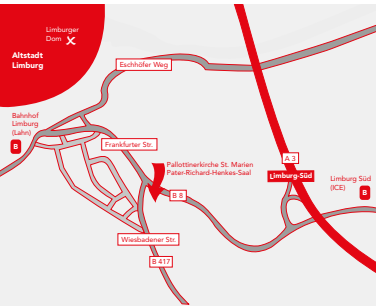 Limburger
Dom
Altstadt
Limburg
Eschhöfer Weg
Bahnhof
Limburg
(Lahn)
B
Frankfurter Str.
Pallottinerkirche St. Marien
Pater-Richard-Henkes-Saal
A 3
Limburg-Süd
Limburg Süd
(ICE)
B
B 8
Wiesbadener Str.
B 417